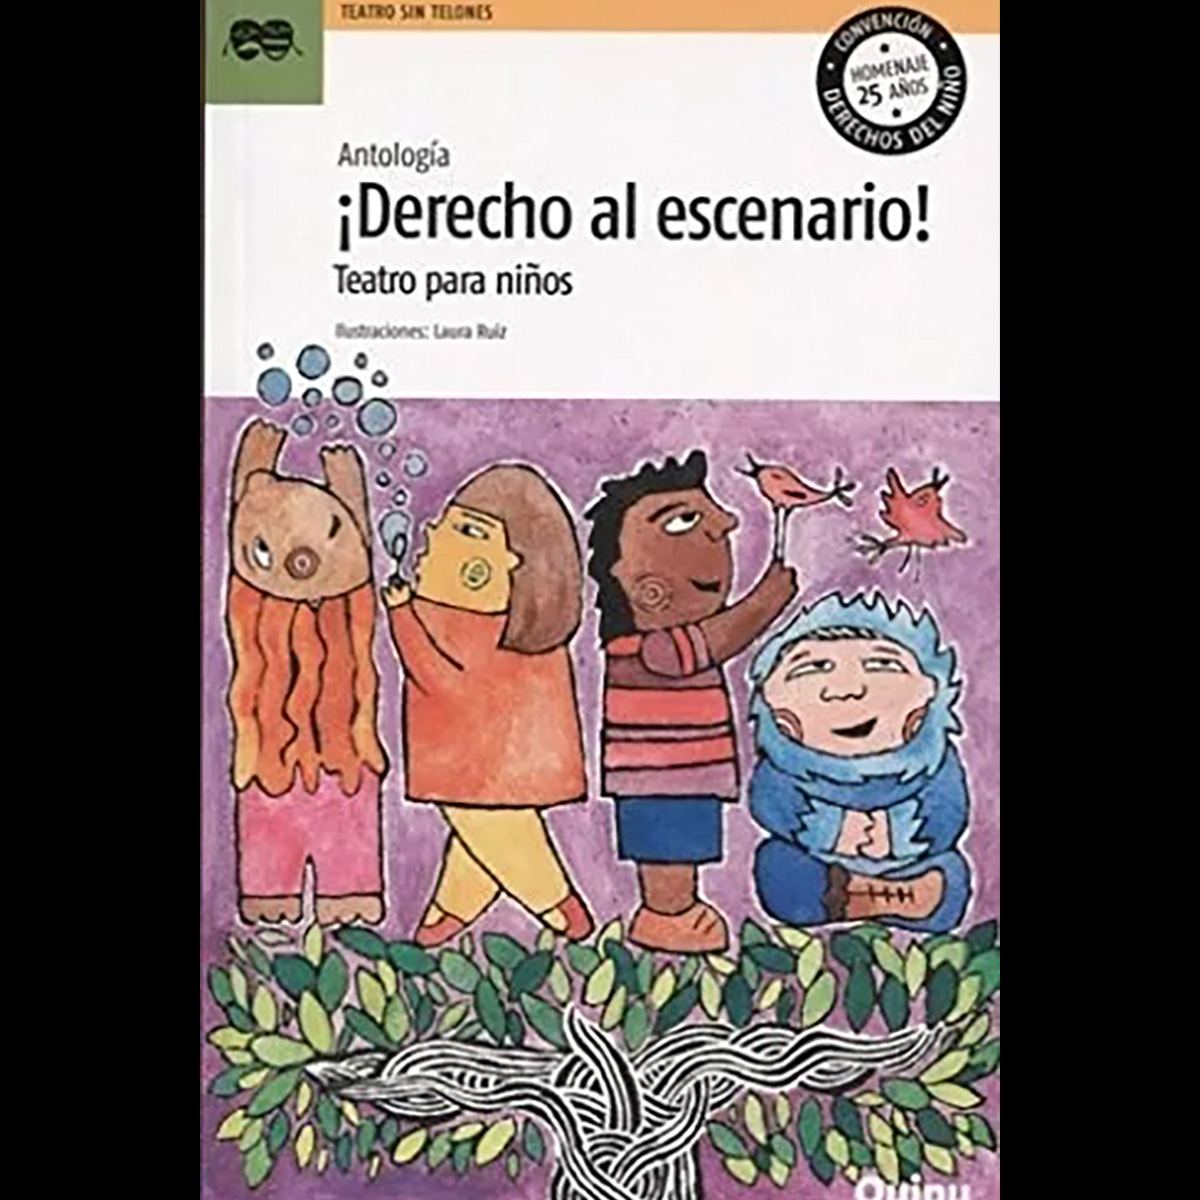 TEATRO SIN TELONES
CONVENCIÓN
HOMENAJE
25 AÑOS
DERECHOS DEL NIÑO
Antología
¡Derecho al escenario!
Teatro para niños
Ilustraciones: Laura Ruiz
Quipu